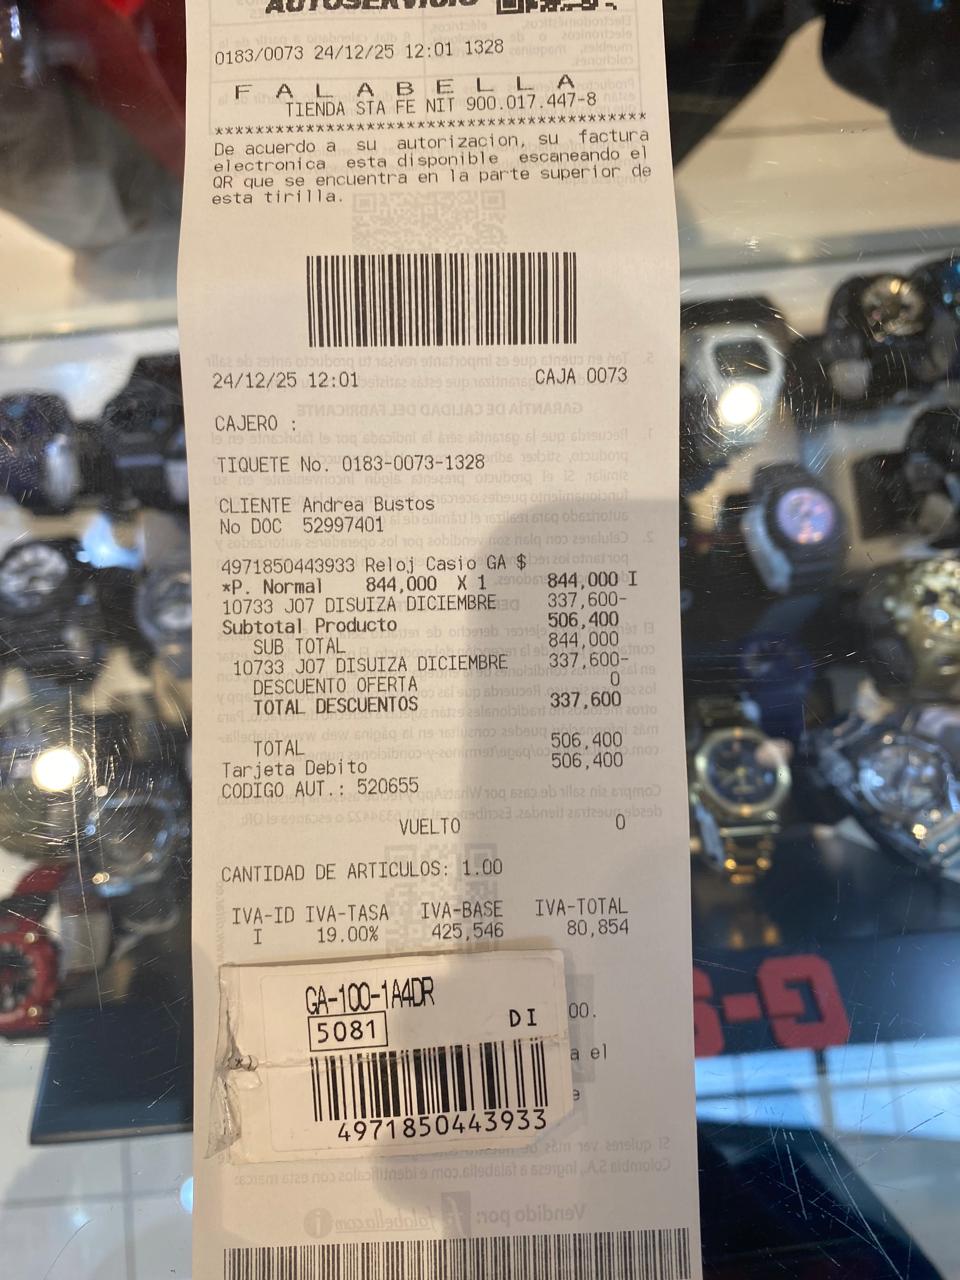 AUTOSERVICIO
0183/0073 24/12/25 12:01 1328
F A L A B E L L A
TIENDA STA FE NIT 900.017.447-8
******************************************
De acuerdo a su autorizacion, su factura
electronica esta disponible escaneando el
QR que se encuentra en la parte superior de
esta tirilla.
24/12/25 12:01 CAJA 0073
CAJERO :
TIQUETE No. 0183-0073-1328
CLIENTE Andrea Bustos
No DOC 52997401
4971850443933 Reloj Casio GA $
*P. Normal 844,000 X 1 844,000 I
10733 J07 DISUIZA DICIEMBRE 337,600-
Subtotal Producto 506,400
SUB TOTAL 844,000
10733 J07 DISUIZA DICIEMBRE 337,600-
DESCUENTO OFERTA 0
TOTAL DESCUENTOS 337,600
TOTAL 506,400
Tarjeta Debito 506,400
CODIGO AUT.: 520655
VUELTO 0
CANTIDAD DE ARTICULOS: 1.00
IVA-ID IVA-TASA IVA-BASE IVA-TOTAL
I 19.00% 425,546 80,854
GA-100-1A4DR
5081 DI
00.
a el
e
4971850443933
G-S